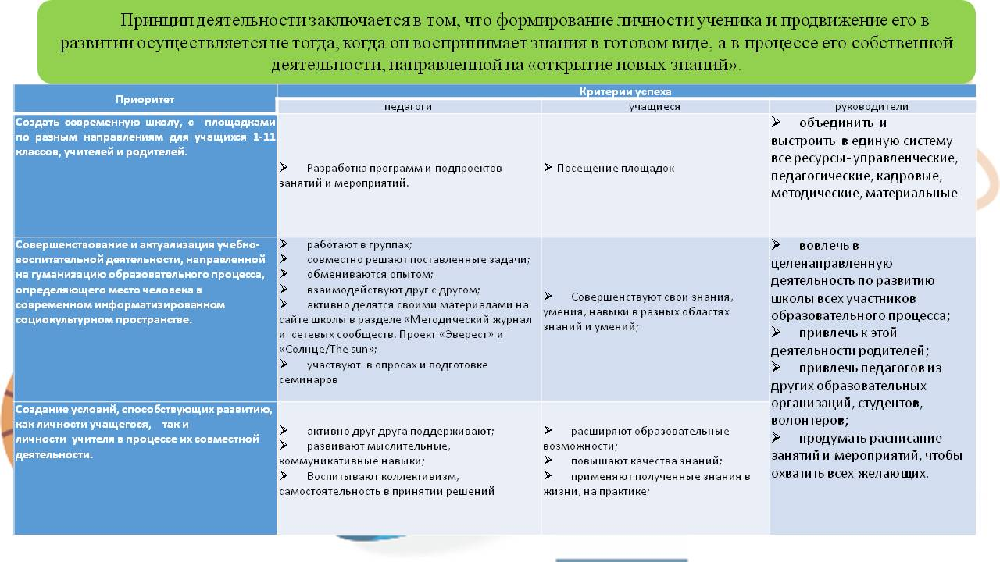 Принцип деятельности заключается в том, что формирование личности ученика и продвижение его в
развитии осуществляется не тогда, когда он воспринимает знания в готовом виде, а в процессе его собственной
деятельности, направленной на «открытие новых знаний».
Приоритет
Критерии успеха
педагоги
учащиеся
руководители
Создать современную школу, с площадками
по разным направлениям для учащихся 1-11
классов, учителей и родителей.
Разработка программ и подпроектов
занятий и мероприятий.
Посещение площадок
объединить и
выстроить в единую систему
все ресурсы- управленческие,
педагогические, кадровые,
методические, материальные
Совершенствование и актуализация учебно-
воспитательной деятельности, направленной
на гуманизацию образовательного процесса,
определяющего место человека в
современном информатизированном
социокультурном пространстве.
работают в группах;
совместно решают поставленные задачи;
обмениваются опытом;
взаимодействуют друг с другом;
активно делятся своими материалами на
сайте школы в разделе «Методический журнал
и сетевых сообществ. Проект «Эверест» и
«Солнце/The sun»;
участвуют в опросах и подготовке
семинаров
Совершенствуют свои знания,
умения, навыки в разных областях
знаний и умений;
вовлечь в
целенаправленную
деятельность по развитию
школы всех участников
образовательного процесса;
привлечь к этой
деятельности родителей;
привлечь педагогов из
других образовательных
организаций, студентов,
волонтеров;
продумать расписание
занятий и мероприятий, чтобы
охватить всех желающих.
Создание условий, способствующих развитию,
как личности учащегося, так и
личности учителя в процессе их совместной
деятельности.
активно друг друга поддерживают;
развивают мыслительные,
коммуникативные навыки;
Воспитывают коллективизм,
самостоятельность в принятии решений
расширяют образовательные
возможности;
повышают качества знаний;
применяют полученные знания в
жизни, на практике;